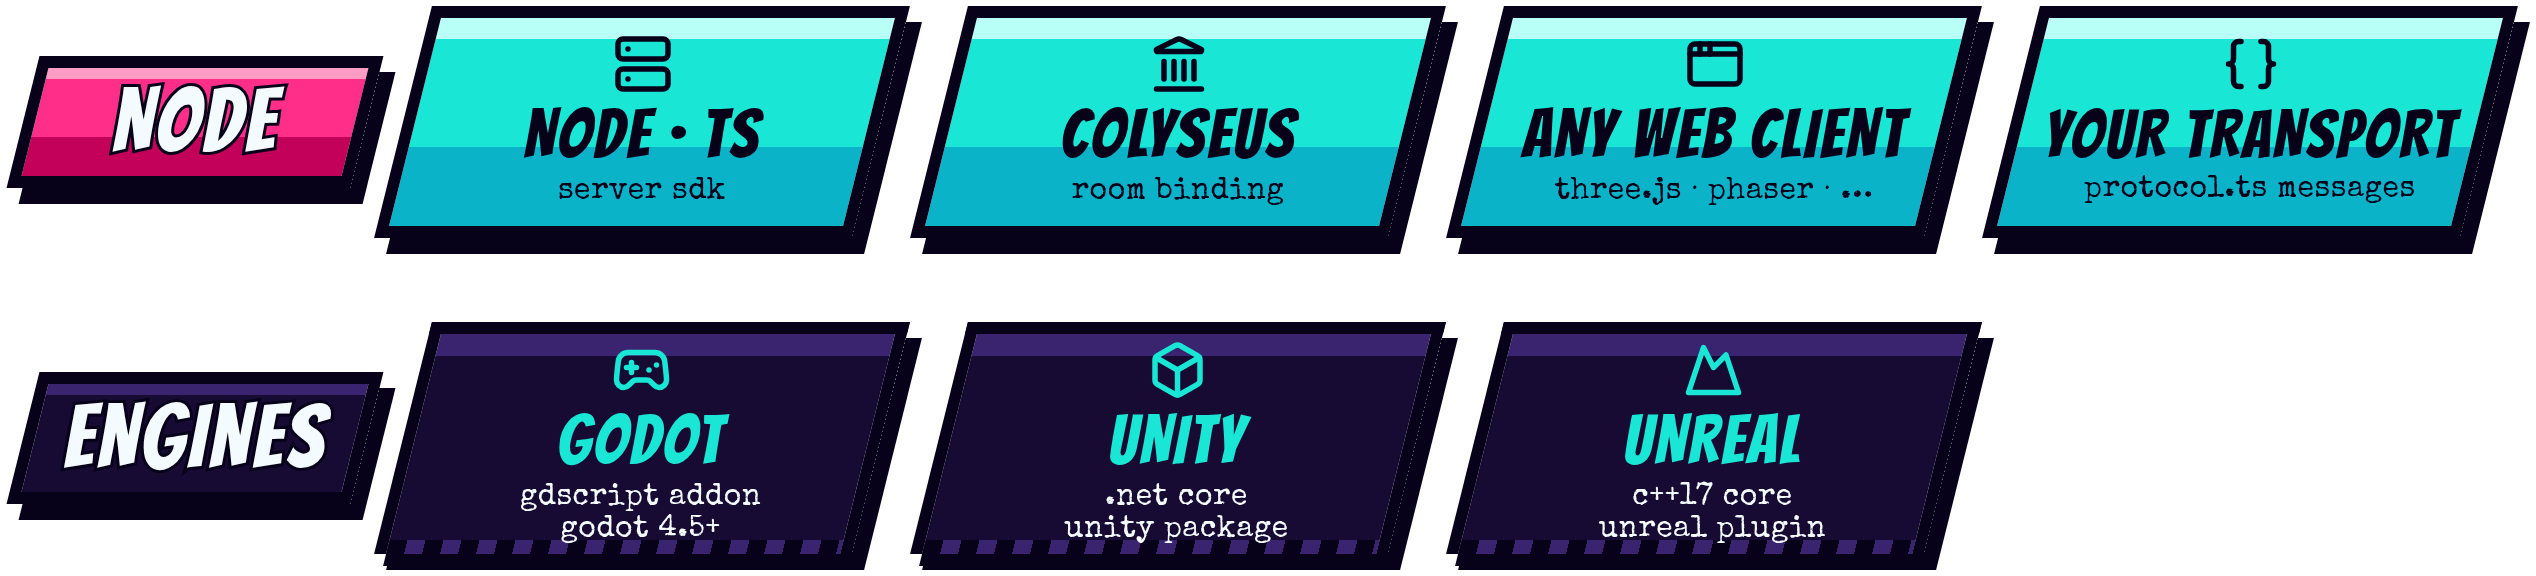 NODE
NODE • TS
server sdk
COLYSEUS
room binding
ANY WEB CLIENT
three.js · phaser · ...
{ }
YOUR TRANSPORT
protocol.ts messages
ENGINES
GODOT
gdscript addon
godot 4.5+
UNITY
.net core
unity package
UNREAL
c++17 core
unreal plugin